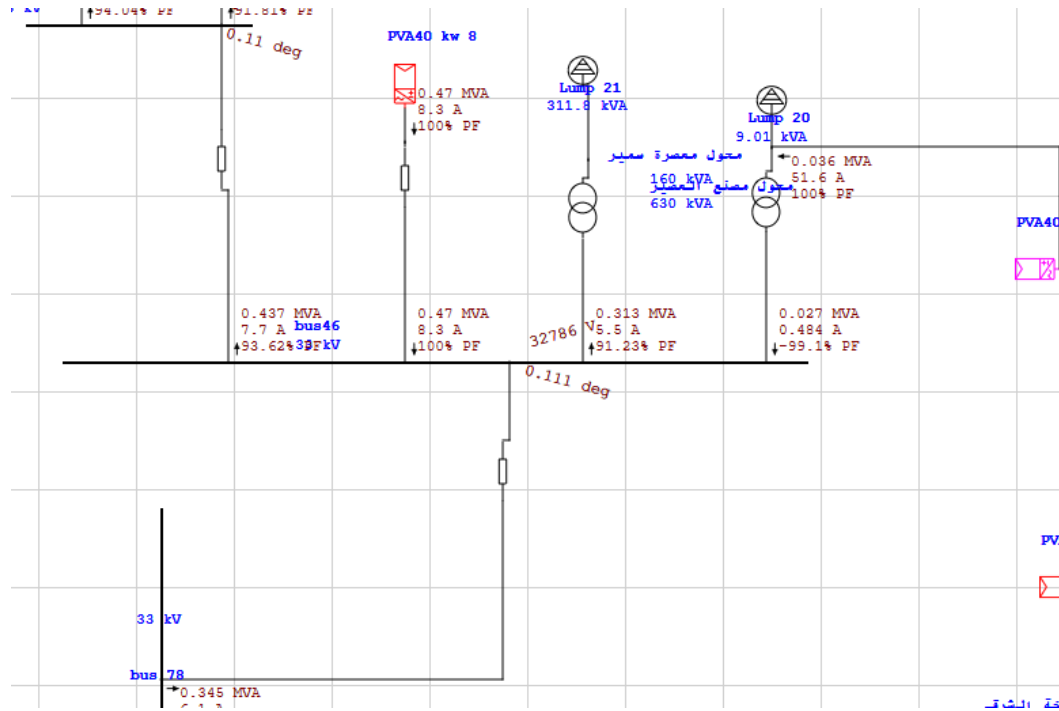 94.04% PF
91.81% PF
0.11 deg
PVA40 kw 8
0.47 MVA
8.3 A
100% PF
Lump 21
311.8 kVA
Lump 20
9.01 kVA
محول معصرة سمير
160 kVA
محول مصنع العصير
630 kVA
0.036 MVA
51.6 A
100% PF
PVA40
0.437 MVA
7.7 A
93.62% PF
bus46
33 kV
0.47 MVA
8.3 A
100% PF
32786 V
0.313 MVA
5.5 A
91.23% PF
0.027 MVA
0.484 A
-99.1% PF
0.111 deg
33 kV
bus 78
0.345 MVA